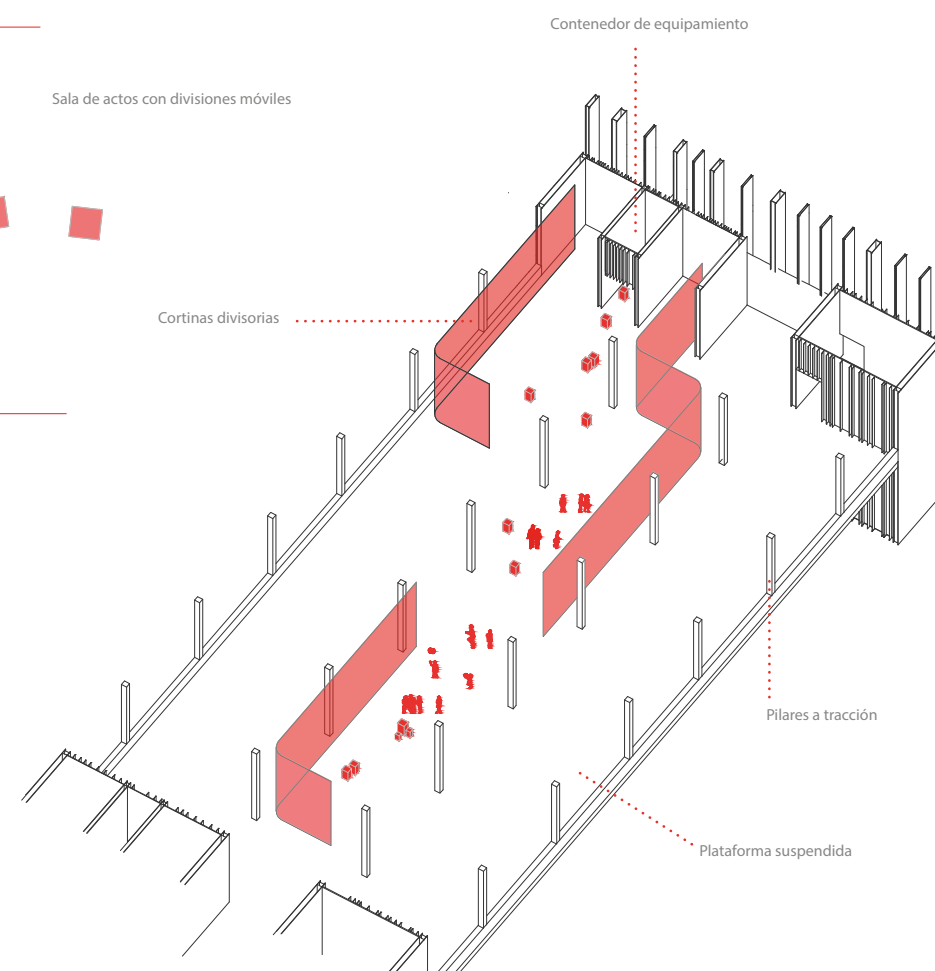 Contenedor de equipamiento
Sala de actos con divisiones móviles
Cortinas divisorias
Pilares a tracción
Plataforma suspendida